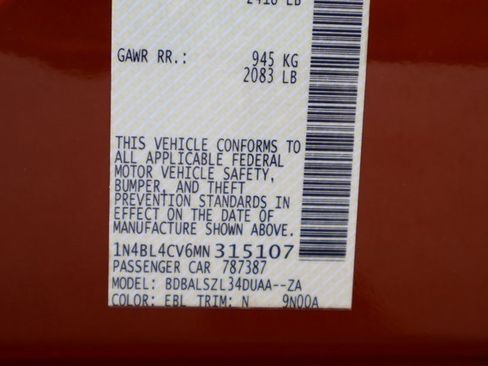 GAWR RR.: 945 KG
2083 LB
THIS VEHICLE CONFORMS TO
ALL APPLICABLE FEDERAL
MOTOR VEHICLE SAFETY,
BUMPER, AND THEFT
PREVENTION STANDARDS IN
EFFECT ON THE DATE OF
MANUFACTURE SHOWN ABOVE.
1N4BL4CV6MN315107
PASSENGER CAR 787387
MODEL: BDBALSZL34DUAA--ZA
COLOR: EBL TRIM: N 9N00A